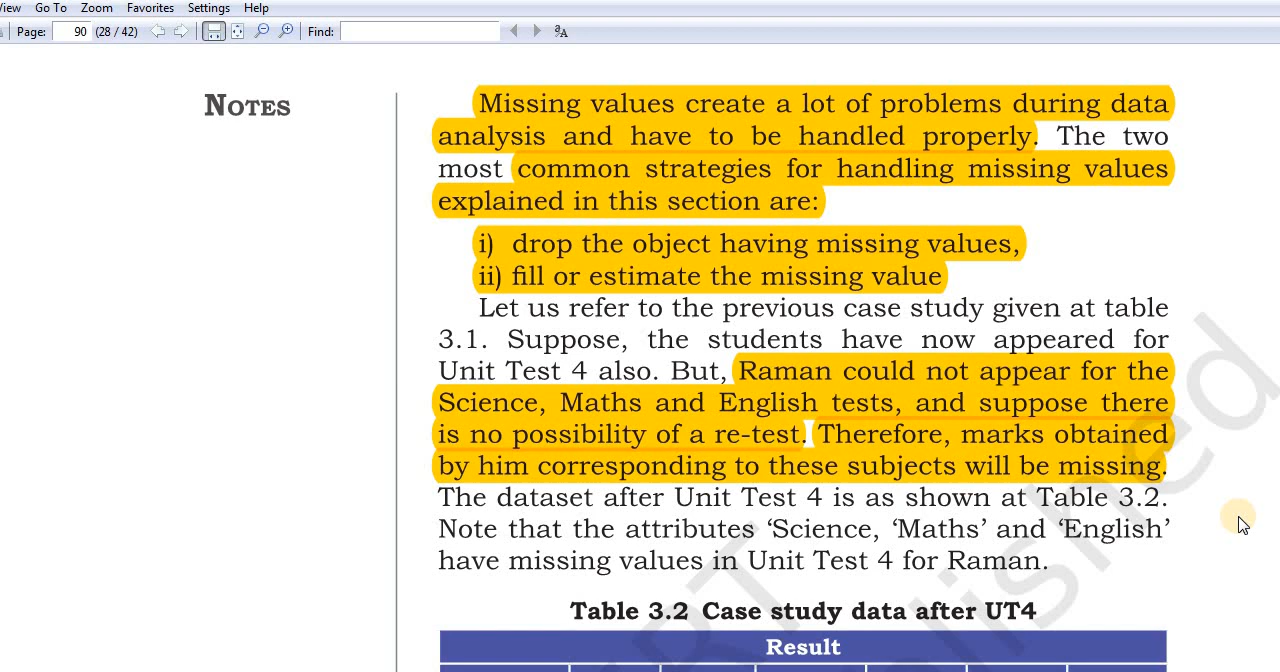 View Go To Zoom Favorites Settings Help
Page: 90 (28 / 42) Find:
NOTES
Missing values create a lot of problems during data
analysis and have to be handled properly. The two
most common strategies for handling missing values
explained in this section are:
i) drop the object having missing values,
ii) fill or estimate the missing value
Let us refer to the previous case study given at table
3.1. Suppose, the students have now appeared for
Unit Test 4 also. But, Raman could not appear for the
Science, Maths and English tests, and suppose there
is no possibility of a re-test. Therefore, marks obtained
by him corresponding to these subjects will be missing.
The dataset after Unit Test 4 is as shown at Table 3.2.
Note that the attributes ‘Science, ‘Maths’ and ‘English’
have missing values in Unit Test 4 for Raman.
Table 3.2 Case study data after UT4
Result